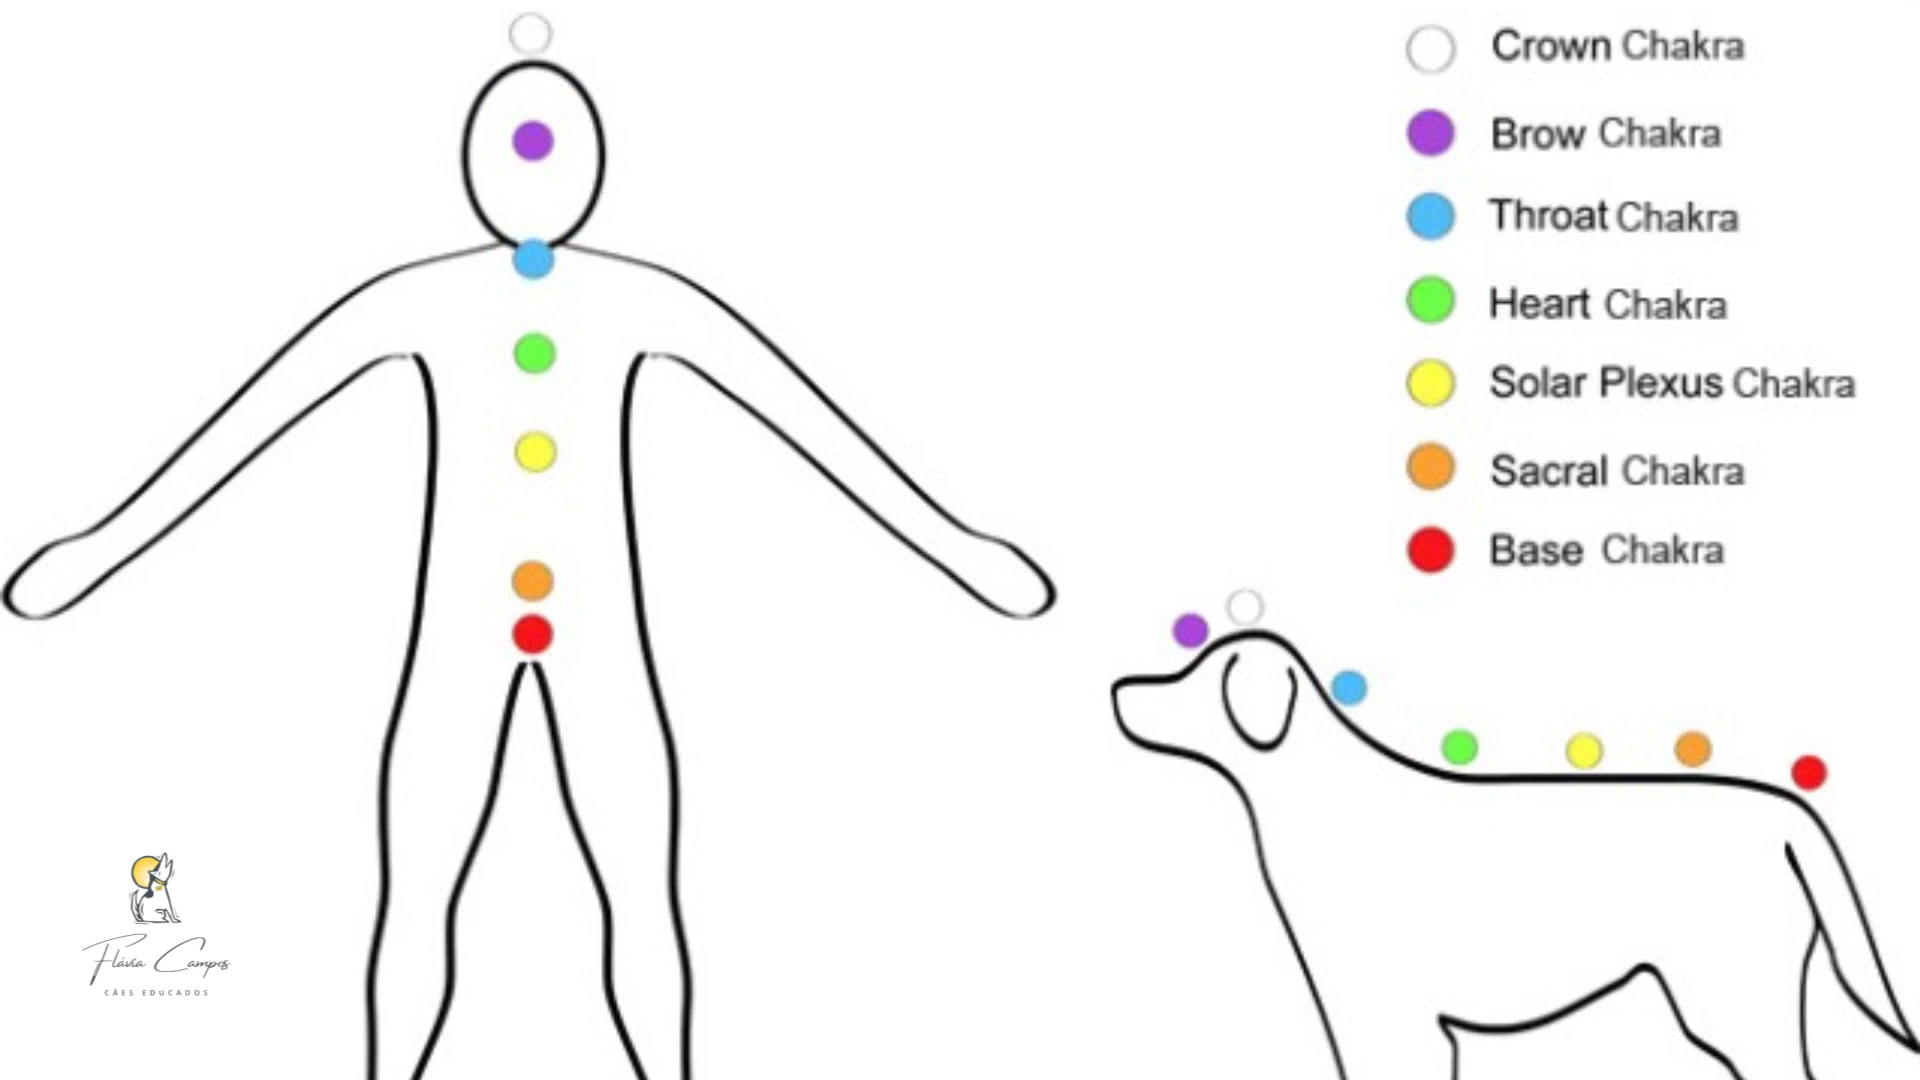 Crown Chakra
Brow Chakra
Throat Chakra
Heart Chakra
Solar Plexus Chakra
Sacral Chakra
Base Chakra
Flávia Campos
CÃES EDUCADOS